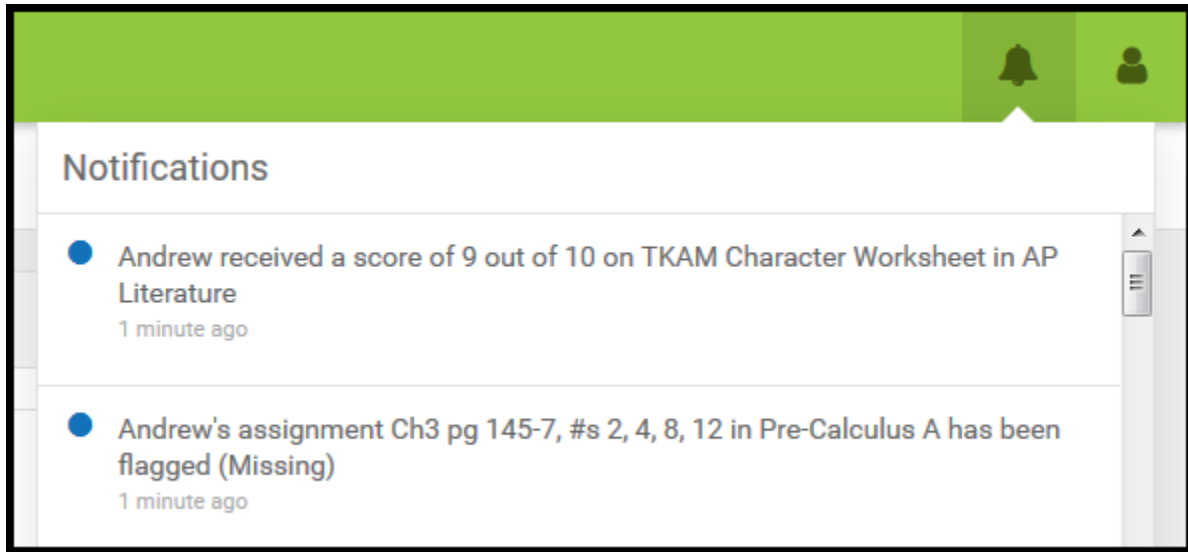 Notifications
Andrew received a score of 9 out of 10 on TKAM Character Worksheet in AP
Literature
1 minute ago
Andrew's assignment Ch3 pg 145-7, #s 2, 4, 8, 12 in Pre-Calculus A has been
flagged (Missing)
1 minute ago